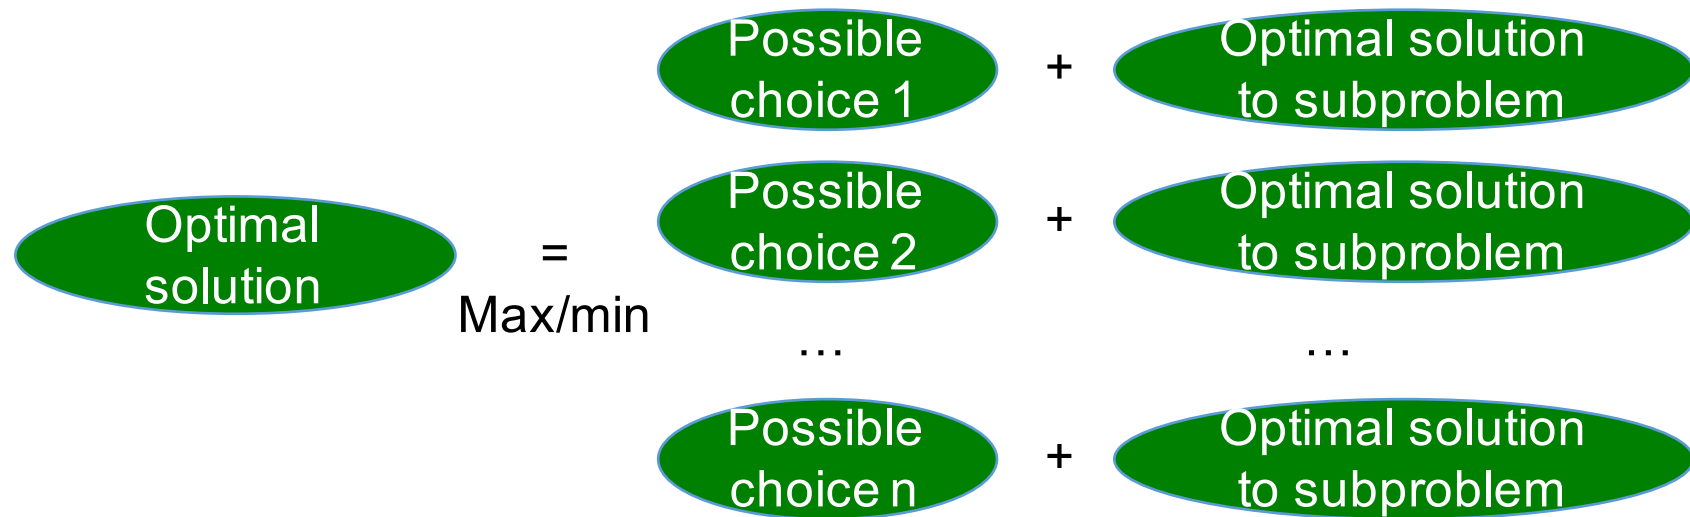 Possible
choice 1
+
Optimal solution
to subproblem
Possible
choice 2
+
Optimal solution
to subproblem
Optimal
solution
=
Max/min
…
…
Possible
choice n
+
Optimal solution
to subproblem